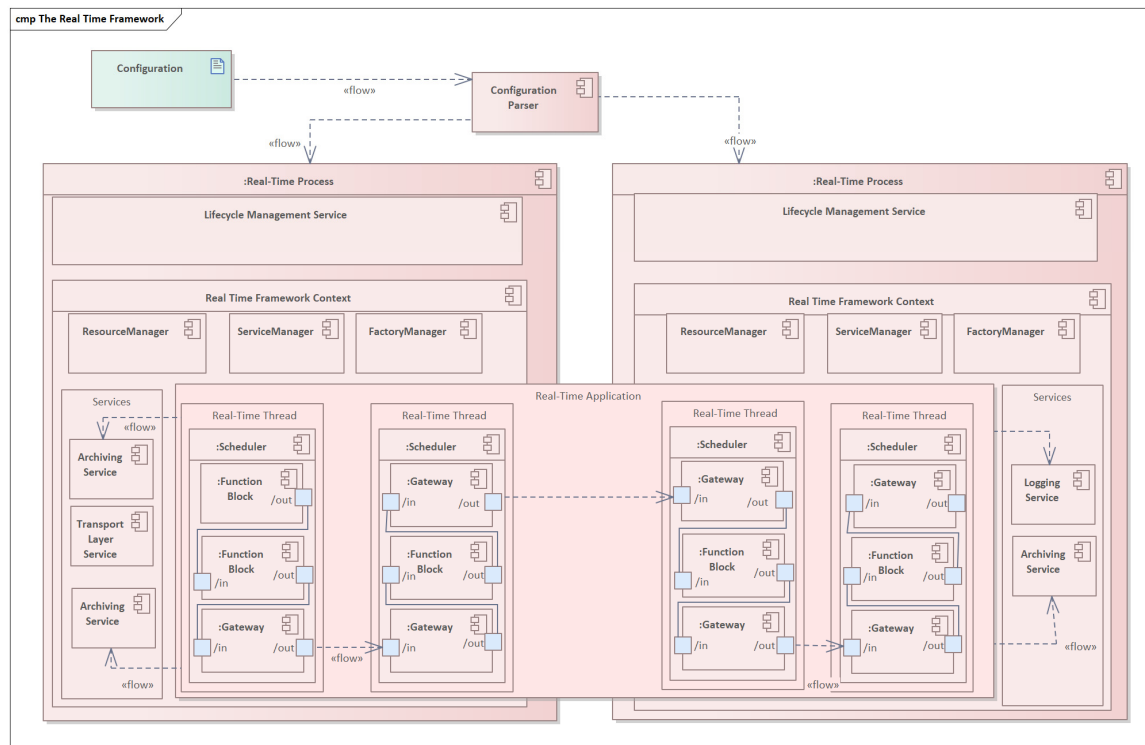 cmp The Real Time Framework
Configuration
«flow»
Configuration
Parser
«flow»
«flow»
:Real-Time Process
Lifecycle Management Service
Real Time Framework Context
ResourceManager
ServiceManager
FactoryManager
:Real-Time Process
Lifecycle Management Service
Real Time Framework Context
ResourceManager
ServiceManager
FactoryManager
Real-Time Application
Services
«flow»
Archiving
Service
Transport
Layer
Service
Archiving
Service
«flow»
Real-Time Thread
:Scheduler
:Function
Block
/out
:Function
Block
/in
/out
:Gateway
/in
/out
«flow»
Real-Time Thread
:Scheduler
:Gateway
/in
/out
:Function
Block
/in
/out
:Gateway
/in
/out
Real-Time Thread
:Scheduler
:Gateway
/in
/out
:Function
Block
/in
/out
:Gateway
/in
/out
«flow»
Real-Time Thread
:Scheduler
:Gateway
/in
/out
:Function
Block
/in
/out
:Gateway
/in
/out
Services
Logging
Service
Archiving
Service
«flow»